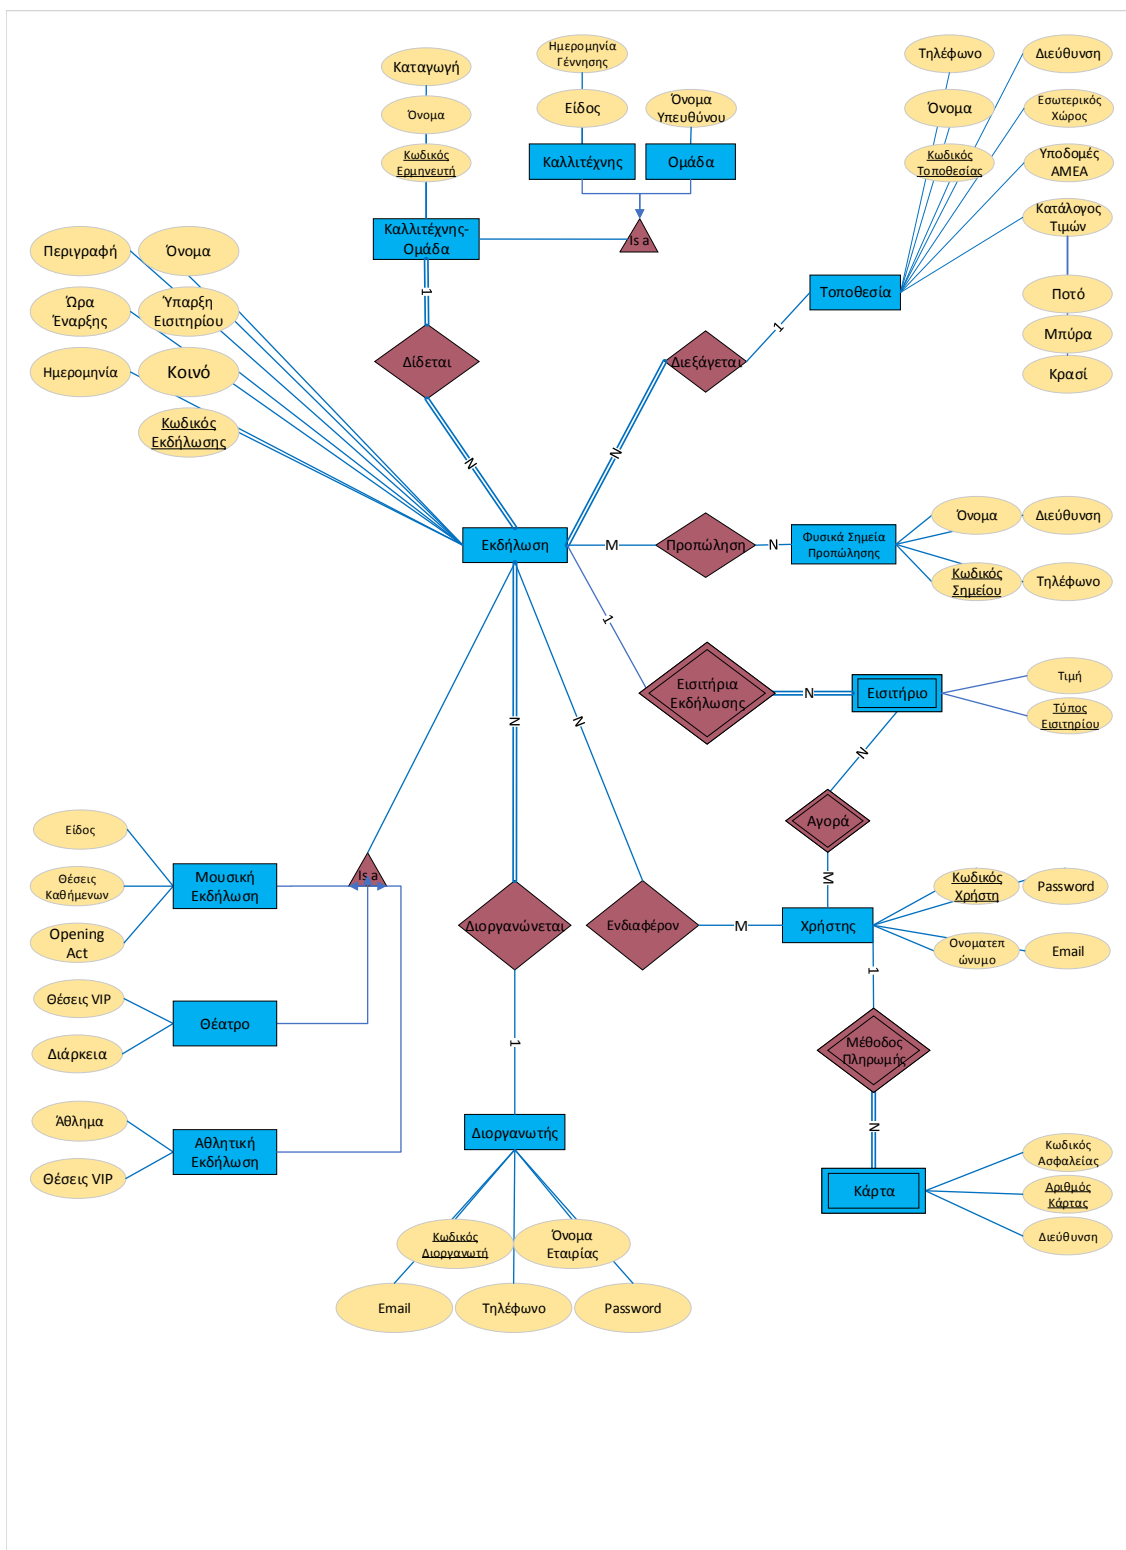 Ημερομηνία
Γέννησης
Καταγωγή
Τηλέφωνο
Διεύθυνση
Όνομα
Είδος
Όνομα
Υπευθύνου
Όνομα
Εσωτερικός
Χώρος
Κωδικός
Ερμηνευτή
Καλλιτέχνης
Ομάδα
Κωδικός
Τοποθεσίας
Υποδομές
ΑΜΕΑ
Καλλιτέχνης-
Ομάδα
Is a
Κατάλογος
Τιμών
Περιγραφή
Όνομα
1
Τοποθεσία
Ποτό
Ώρα
Έναρξης
Ύπαρξη
Εισιτηρίου
1
Μπύρα
Δίδεται
Διεξάγεται
Ημερομηνία
Κοινό
Κρασί
Κωδικός
Εκδήλωσης
N
N
Εκδήλωση
M
Προπώληση
N
Φυσικά Σημεία
Προπώλησης
Όνομα
Διεύθυνση
Κωδικός
Σημείου
Τηλέφωνο
1
Εισιτήρια
Εκδήλωσης
N
Εισιτήριο
Τιμή
Τύπος
Εισιτηρίου
N
N
N
Αγορά
Είδος
Μουσική
Εκδήλωση
Is a
M
Θέσεις
Καθήμενων
Κωδικός
Χρήστη
Password
Opening
Act
Διοργανώνεται
Ενδιαφέρον
M
Χρήστης
Ονοματεπ
ώνυμο
Email
1
Θέσεις VIP
Θέατρο
Διάρκεια
1
Μέθοδος
Πληρωμής
Άθλημα
Αθλητική
Εκδήλωση
Διοργανωτής
N
Θέσεις VIP
Κωδικός
Ασφαλείας
Κάρτα
Αριθμός
Κάρτας
Κωδικός
Διοργανωτή
Όνομα
Εταιρίας
Διεύθυνση
Email
Τηλέφωνο
Password